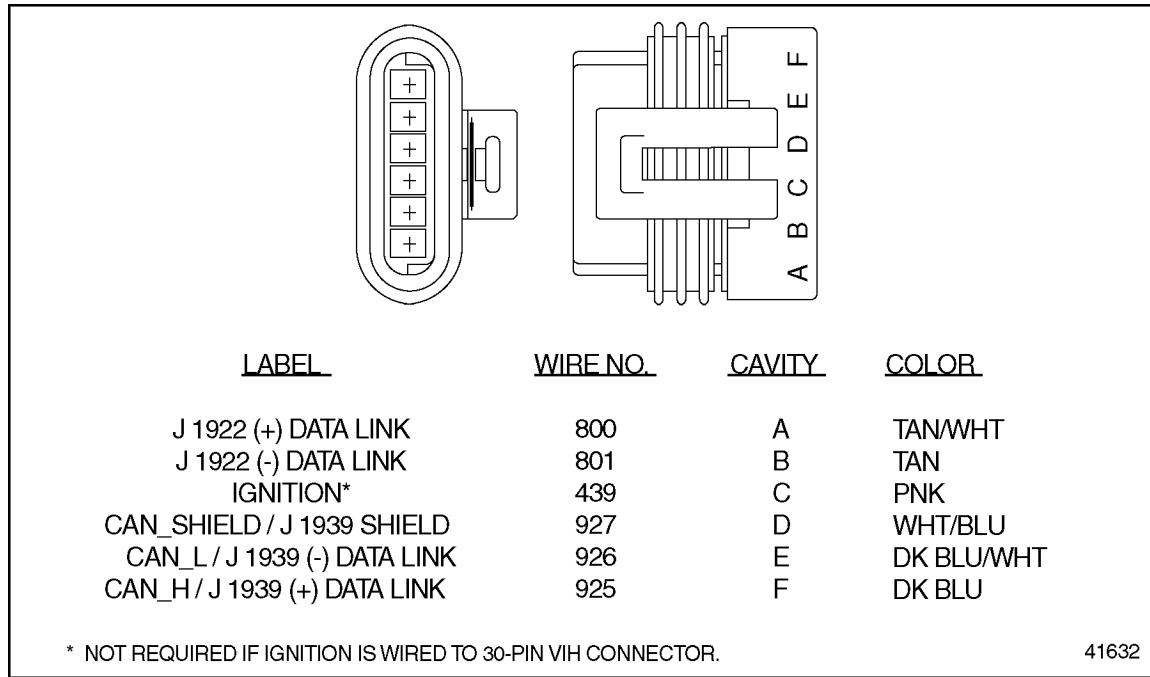 F
E
D
C
B
A
LABEL WIRE NO. CAVITY COLOR
J 1922 (+) DATA LINK 800 A TAN/WHT
J 1922 (-) DATA LINK 801 B TAN
IGNITION* 439 C PNK
CAN_SHIELD / J 1939 SHIELD 927 D WHT/BLU
CAN_L / J 1939 (-) DATA LINK 926 E DK BLU/WHT
CAN_H / J 1939 (+) DATA LINK 925 F DK BLU
* NOT REQUIRED IF IGNITION IS WIRED TO 30-PIN VIH CONNECTOR. 41632